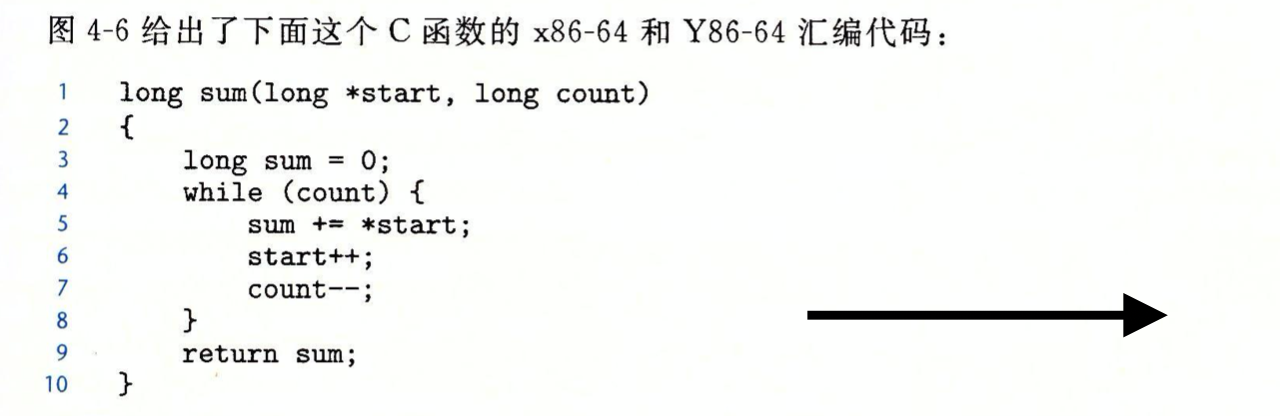 图 4-6 给出了下面这个 C 函数的 x86-64 和 Y86-64 汇编代码：
1 long sum(long *start, long count)
2 {
3 long sum = 0;
4 while (count) {
5 sum += *start;
6 start++;
7 count--;
8 }
9 return sum;
10 }